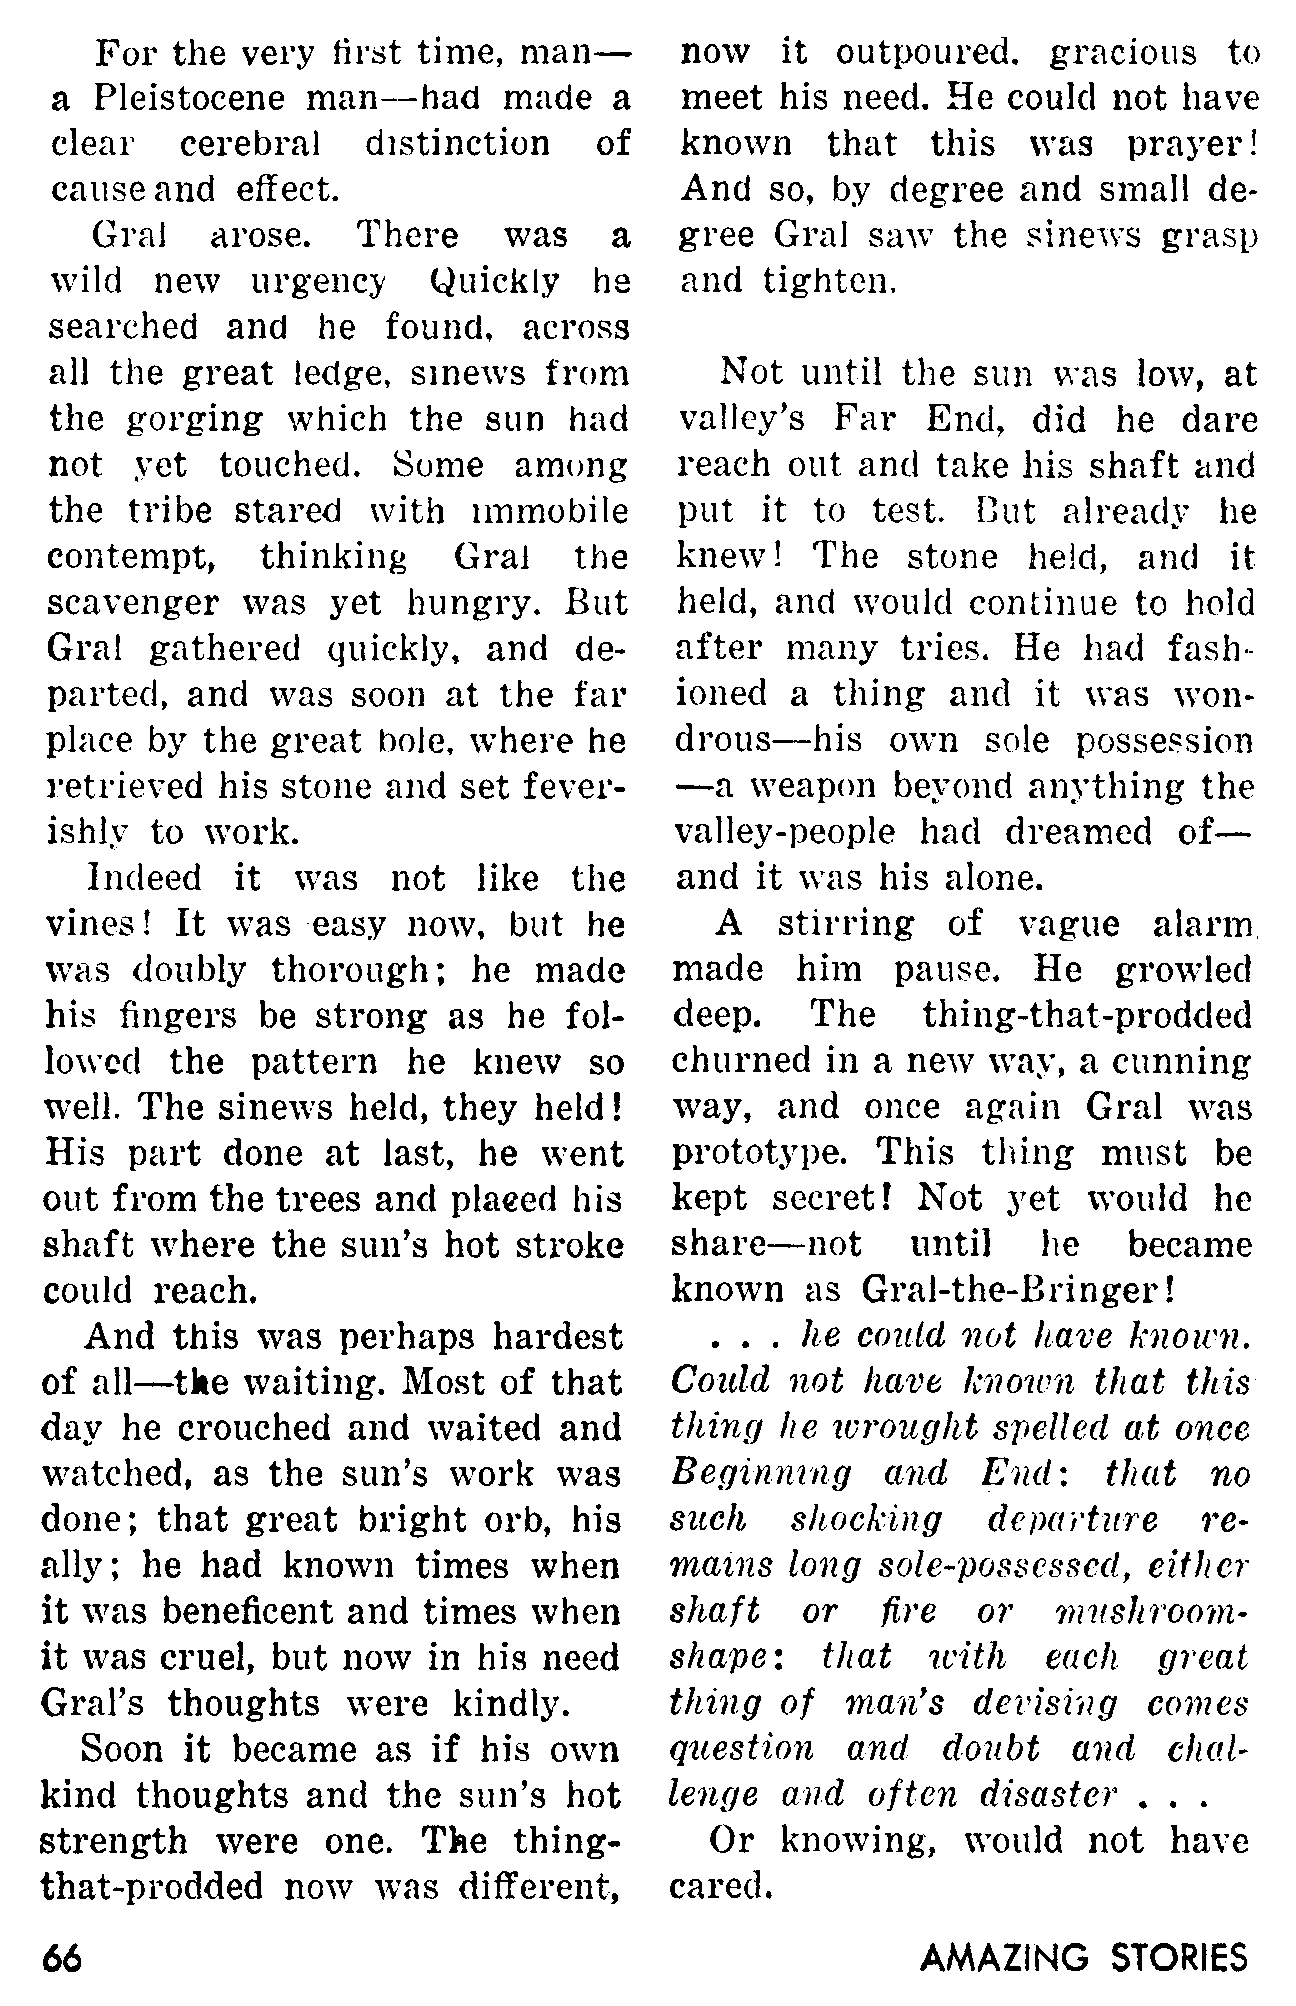 For the very first time, man—
a Pleistocene man—had made a
clear cerebral distinction of
cause and effect.
Gral arose. There was a
wild new urgency Quickly he
searched and he found, across
all the great ledge, sinews from
the gorging which the sun had
not yet touched. Some among
the tribe stared with immobile
contempt, thinking Gral the
scavenger was yet hungry. But
Gral gathered quickly, and de-
parted, and was soon at the far
place by the great bole, where he
retrieved his stone and set fever-
ishly to work.
Indeed it was not like the
vines! It was easy now, but he
was doubly thorough; he made
his fingers be strong as he fol-
lowed the pattern he knew so
well. The sinews held, they held!
His part done at last, he went
out from the trees and placed his
shaft where the sun's hot stroke
could reach.
And this was perhaps hardest
of all—the waiting. Most of that
day he crouched and waited and
watched, as the sun's work was
done; that great bright orb, his
ally; he had known times when
it was beneficent and times when
it was cruel, but now in his need
Gral's thoughts were kindly.
Soon it became as if his own
kind thoughts and the sun's hot
strength were one. The thing-
that-prodded now was different,
now it outpoured. gracious to
meet his need. He could not have
known that this was prayer!
And so, by degree and small de-
gree Gral saw the sinews grasp
and tighten.
Not until the sun was low, at
valley's Far End, did he dare
reach out and take his shaft and
put it to test. But already he
knew! The stone held, and it
held, and would continue to hold
after many tries. He had fash-
ioned a thing and it was won-
drous—his own sole possession
—a weapon beyond anything the
valley-people had dreamed of—
and it was his alone.
A stirring of vague alarm
made him pause. He growled
deep. The thing-that-prodded
churned in a new way, a cunning
way, and once again Gral was
prototype. This thing must be
kept secret! Not yet would he
share—not until he became
known as Gral-the-Bringer!
. . . he could not have known.
Could not have known that this
thing he wrought spelled at once
Beginning and End: that no
such shocking departure re-
mains long sole-possessed, either
shaft or fire or mushroom-
shape: that with each great
thing of man's devising comes
question and doubt and chal-
lenge and often disaster . . .
Or knowing, would not have
cared.
66 AMAZING STORIES